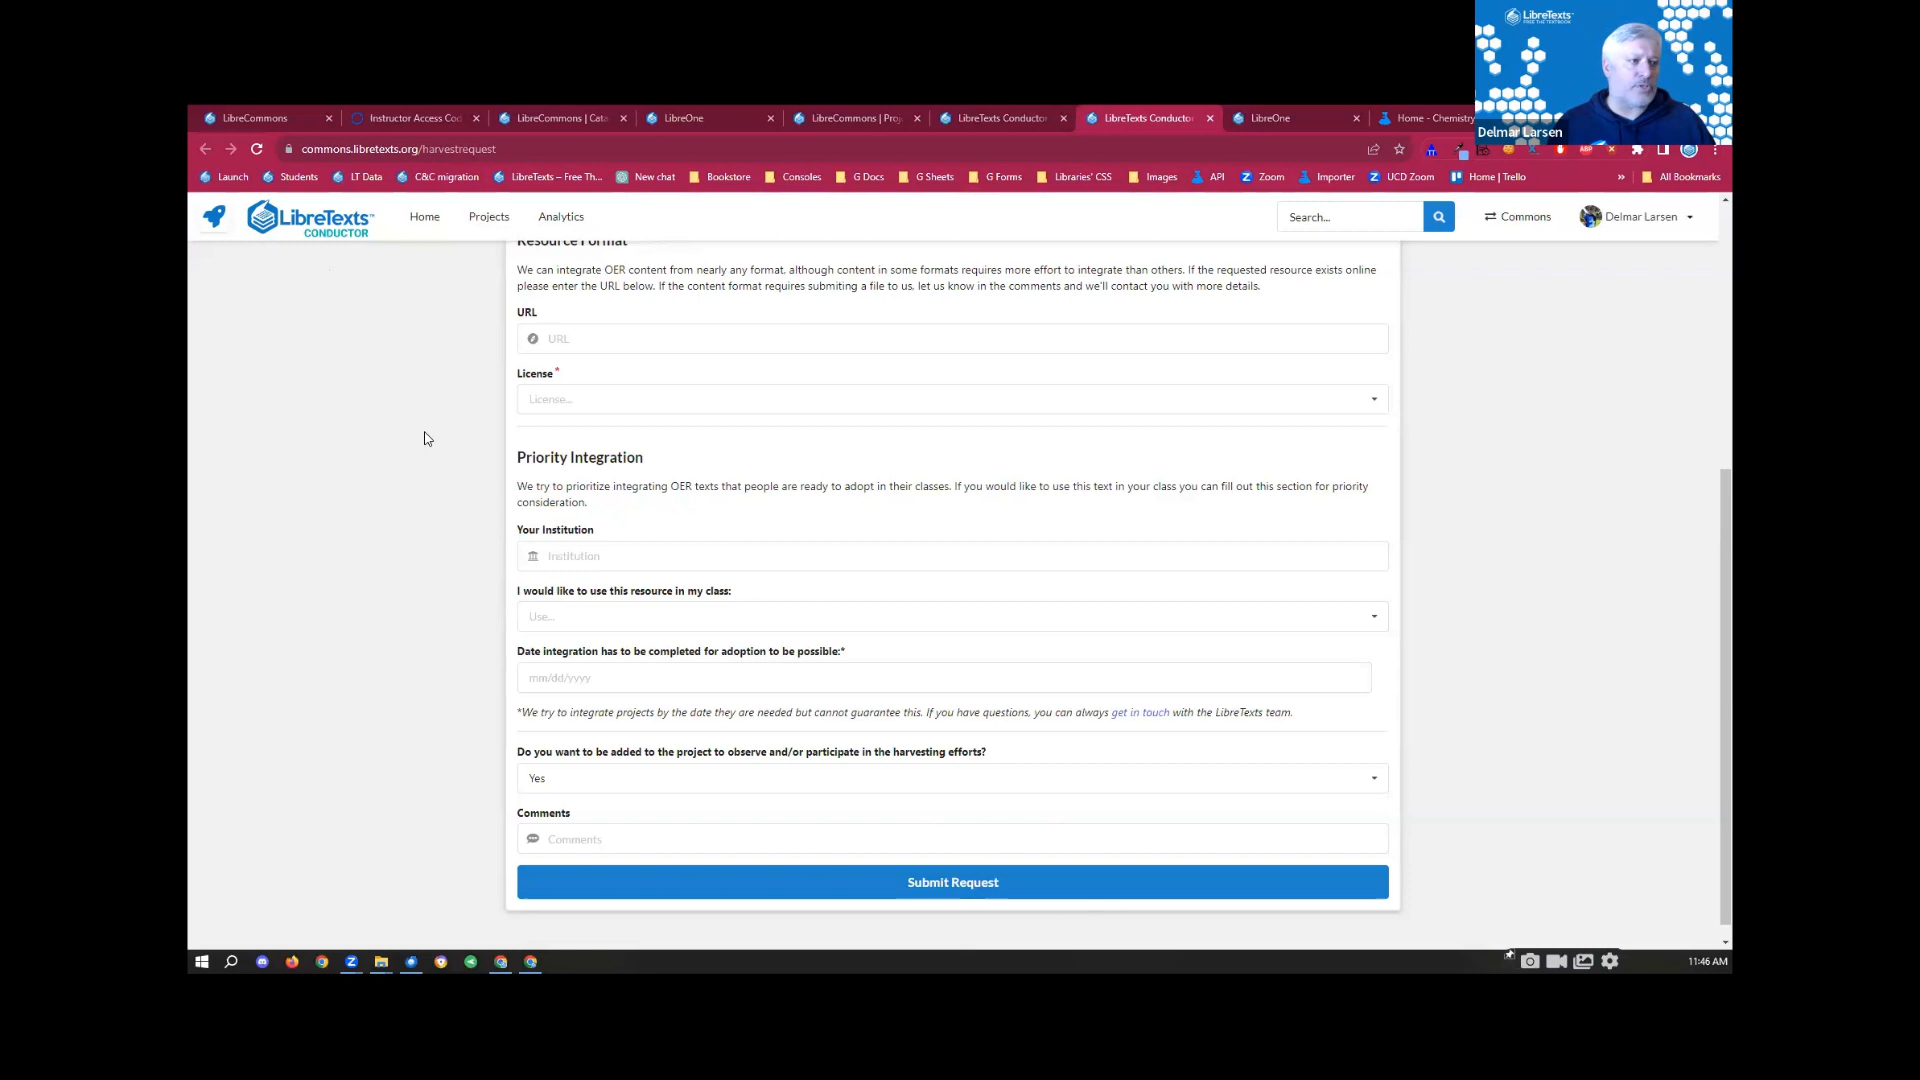 LibreTexts
FREE THE TEXTBOOK
Delmar Larsen
LibreCommons
Instructor Access Cod
LibreCommons | Cata
LibreOne
LibreCommons | Proj
LibreTexts Conductor
LibreTexts Conductor
LibreOne
Home - Chemistry
commons.libretexts.org/harvestrequest
Launch
Students
LT Data
C&C migration
LibreTexts – Free Th...
New chat
Bookstore
Consoles
G Docs
G Sheets
G Forms
Libraries' CSS
Images
API
Zoom
Importer
UCD Zoom
Home | Trello
»
All Bookmarks
LibreTexts™
CONDUCTOR
Home
Projects
Analytics
Search...
Commons
Delmar Larsen
Resource Format
We can integrate OER content from nearly any format, although content in some formats requires more effort to integrate than others. If the requested resource exists online
please enter the URL below. If the content format requires submiting a file to us, let us know in the comments and we'll contact you with more details.
URL
URL
License*
License...
Priority Integration
We try to prioritize integrating OER texts that people are ready to adopt in their classes. If you would like to use this text in your class you can fill out this section for priority
consideration.
Your Institution
Institution
I would like to use this resource in my class:
Use...
Date integration has to be completed for adoption to be possible:*
mm/dd/yyyy
*We try to integrate projects by the date they are needed but cannot guarantee this. If you have questions, you can always get in touch with the LibreTexts team.
Do you want to be added to the project to observe and/or participate in the harvesting efforts?
Yes
Comments
Comments
Submit Request
11:46 AM